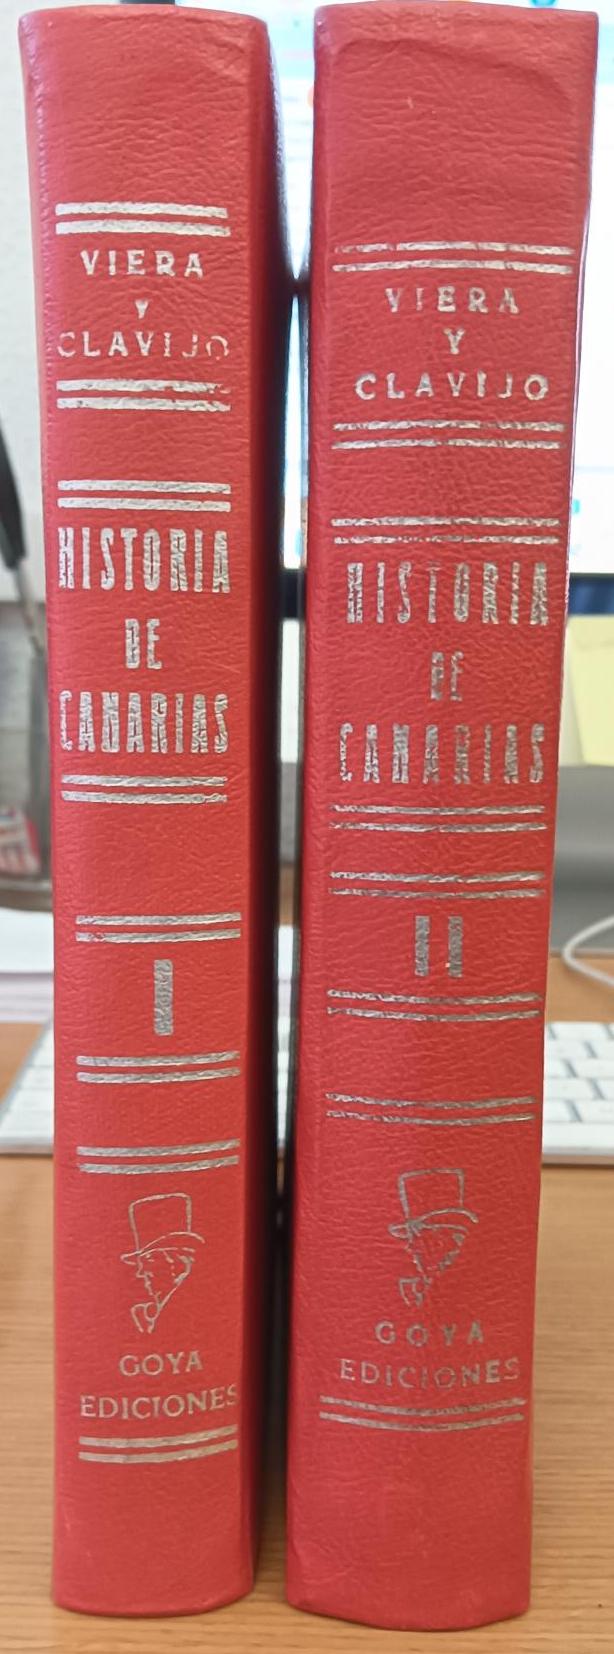 VIERA
Y
CLAVIJO
HISTORIA
DE
CANARIAS
I
GOYA
EDICIONES
VIERA
Y
CLAVIJO
HISTORIA
DE
CANARIAS
II
GOYA
EDICIONES